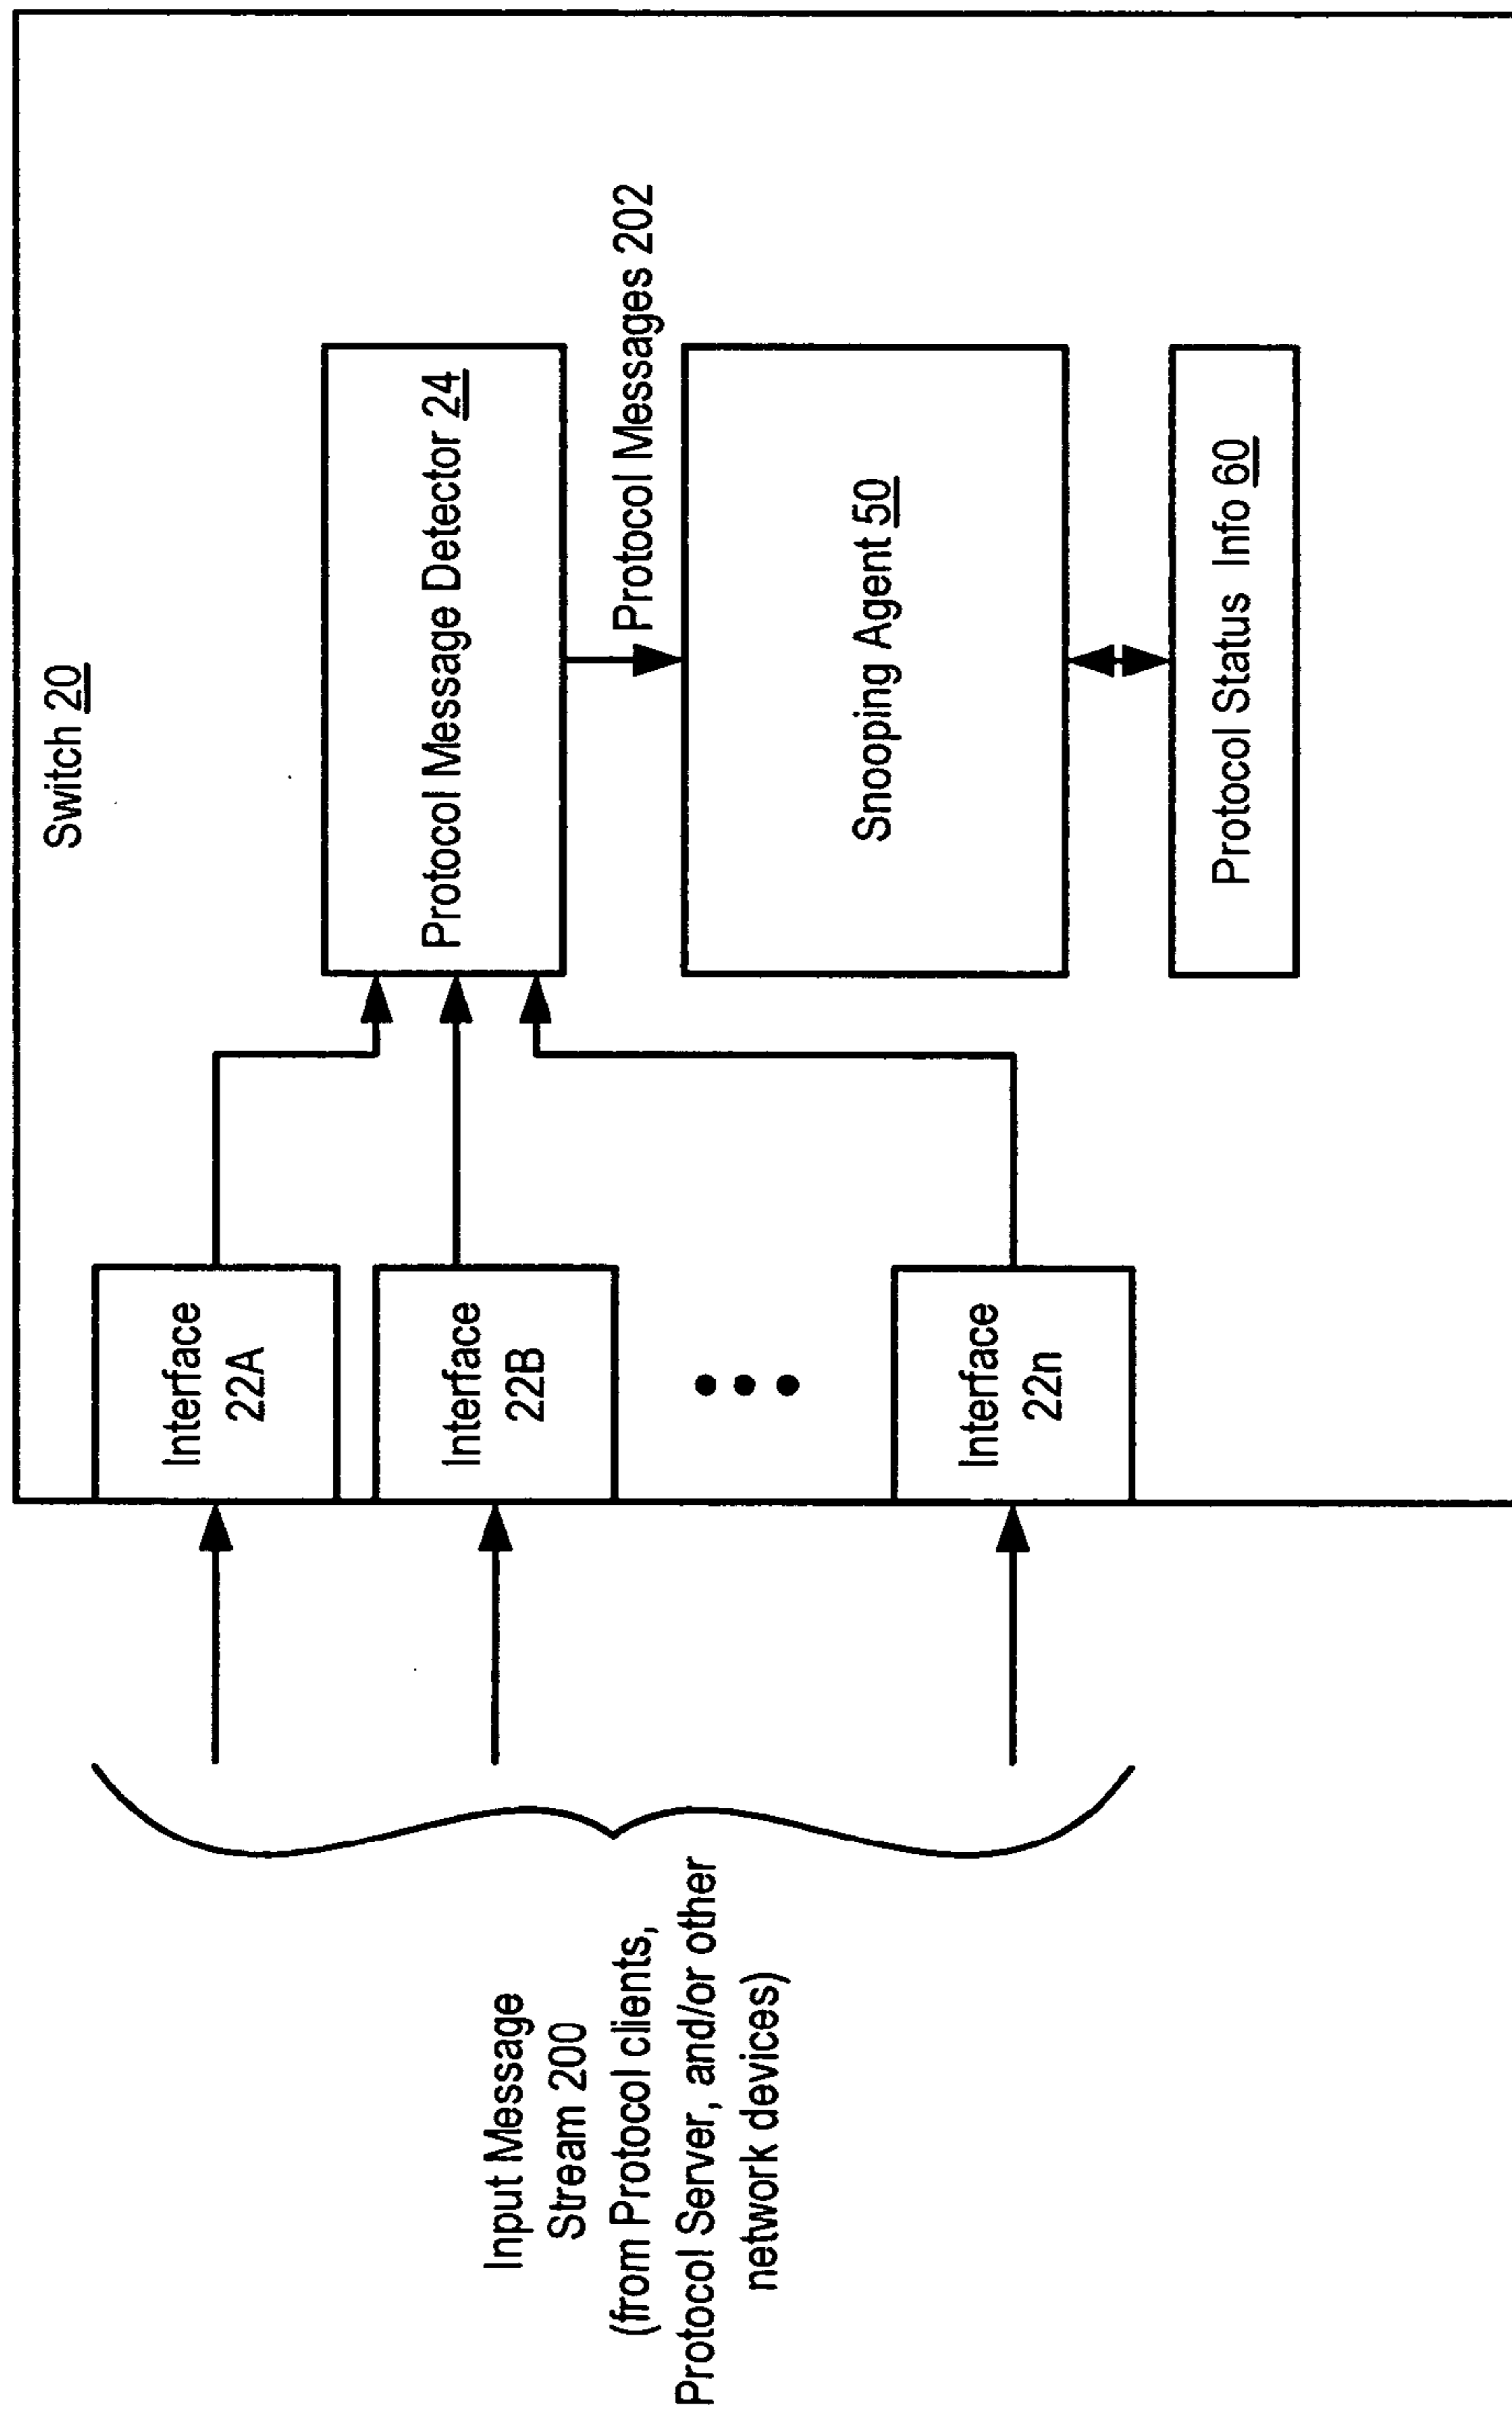 Switch 20
Input Message
Stream 200
(from Protocol clients,
Protocol Server, and/or other
network devices)
Interface
22A
Interface
22B
Interface
22n
Protocol Message Detector 24
Protocol Messages 202
Snooping Agent 50
Protocol Status Info 60